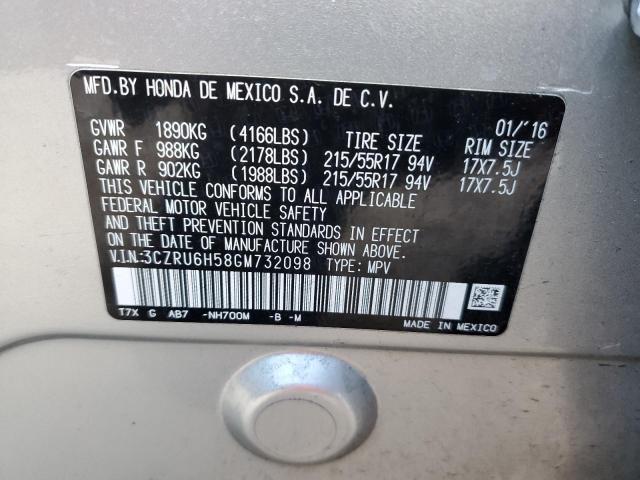 MFD.BY HONDA DE MEXICO S.A. DE C.V.
01/'16
GVWR 1890KG (4166LBS) TIRE SIZE RIM SIZE
GAWR F 988KG (2178LBS) 215/55R17 94V 17X7.5J
GAWR R 902KG (1988LBS) 215/55R17 94V 17X7.5J
THIS VEHICLE CONFORMS TO ALL APPLICABLE
FEDERAL MOTOR VEHICLE SAFETY
AND THEFT PREVENTION STANDARDS IN EFFECT
ON THE DATE OF MANUFACTURE SHOWN ABOVE.
V.I.N.:3CZRU6H58GM732098 TYPE: MPV
T7X G AB7 -NH700M -B -M
MADE IN MEXICO